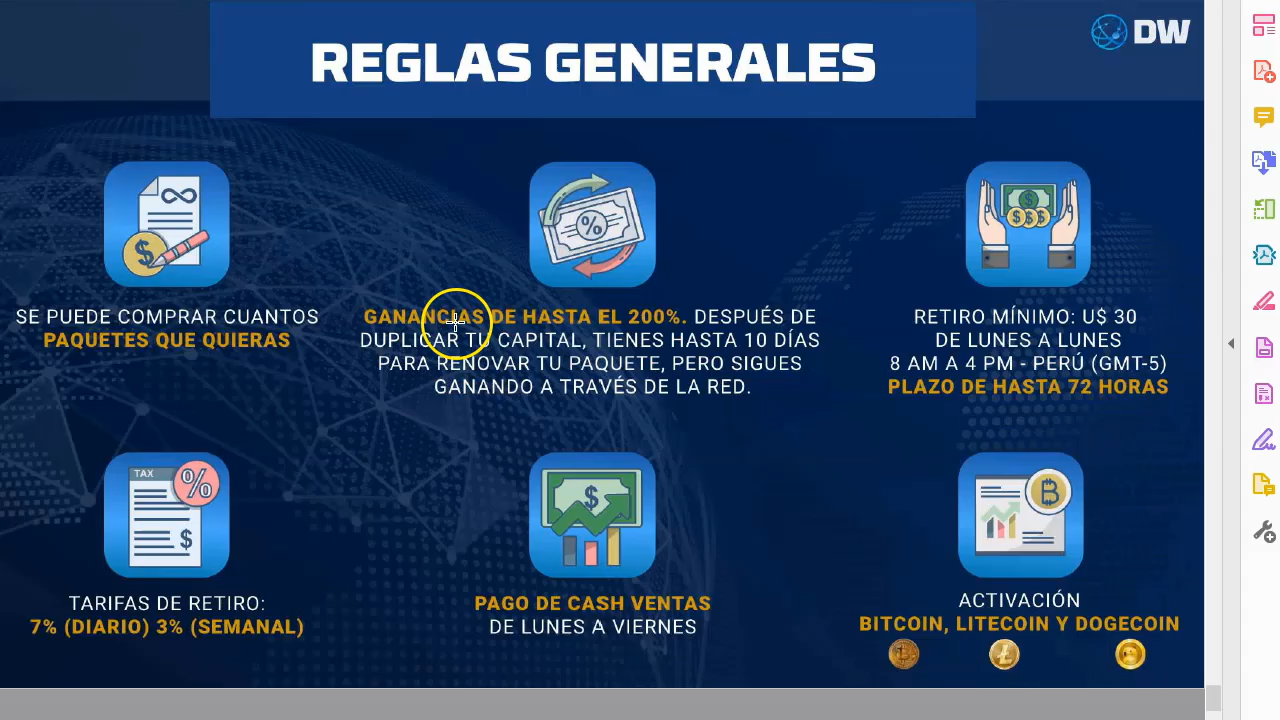 REGLAS GENERALES
DW
SE PUEDE COMPRAR CUANTOS
PAQUETES QUE QUIERAS
GANANCIAS DE HASTA EL 200%. DESPUÉS DE
DUPLICAR TU CAPITAL, TIENES HASTA 10 DÍAS
PARA RENOVAR TU PAQUETE, PERO SIGUES
GANANDO A TRAVÉS DE LA RED.
RETIRO MÍNIMO: U$ 30
DE LUNES A LUNES
8 AM A 4 PM - PERÚ (GMT-5)
PLAZO DE HASTA 72 HORAS
TAX
%
$
TARIFAS DE RETIRO:
7% (DIARIO) 3% (SEMANAL)
PAGO DE CASH VENTAS
DE LUNES A VIERNES
ACTIVACIÓN
BITCOIN, LITECOIN Y DOGECOIN